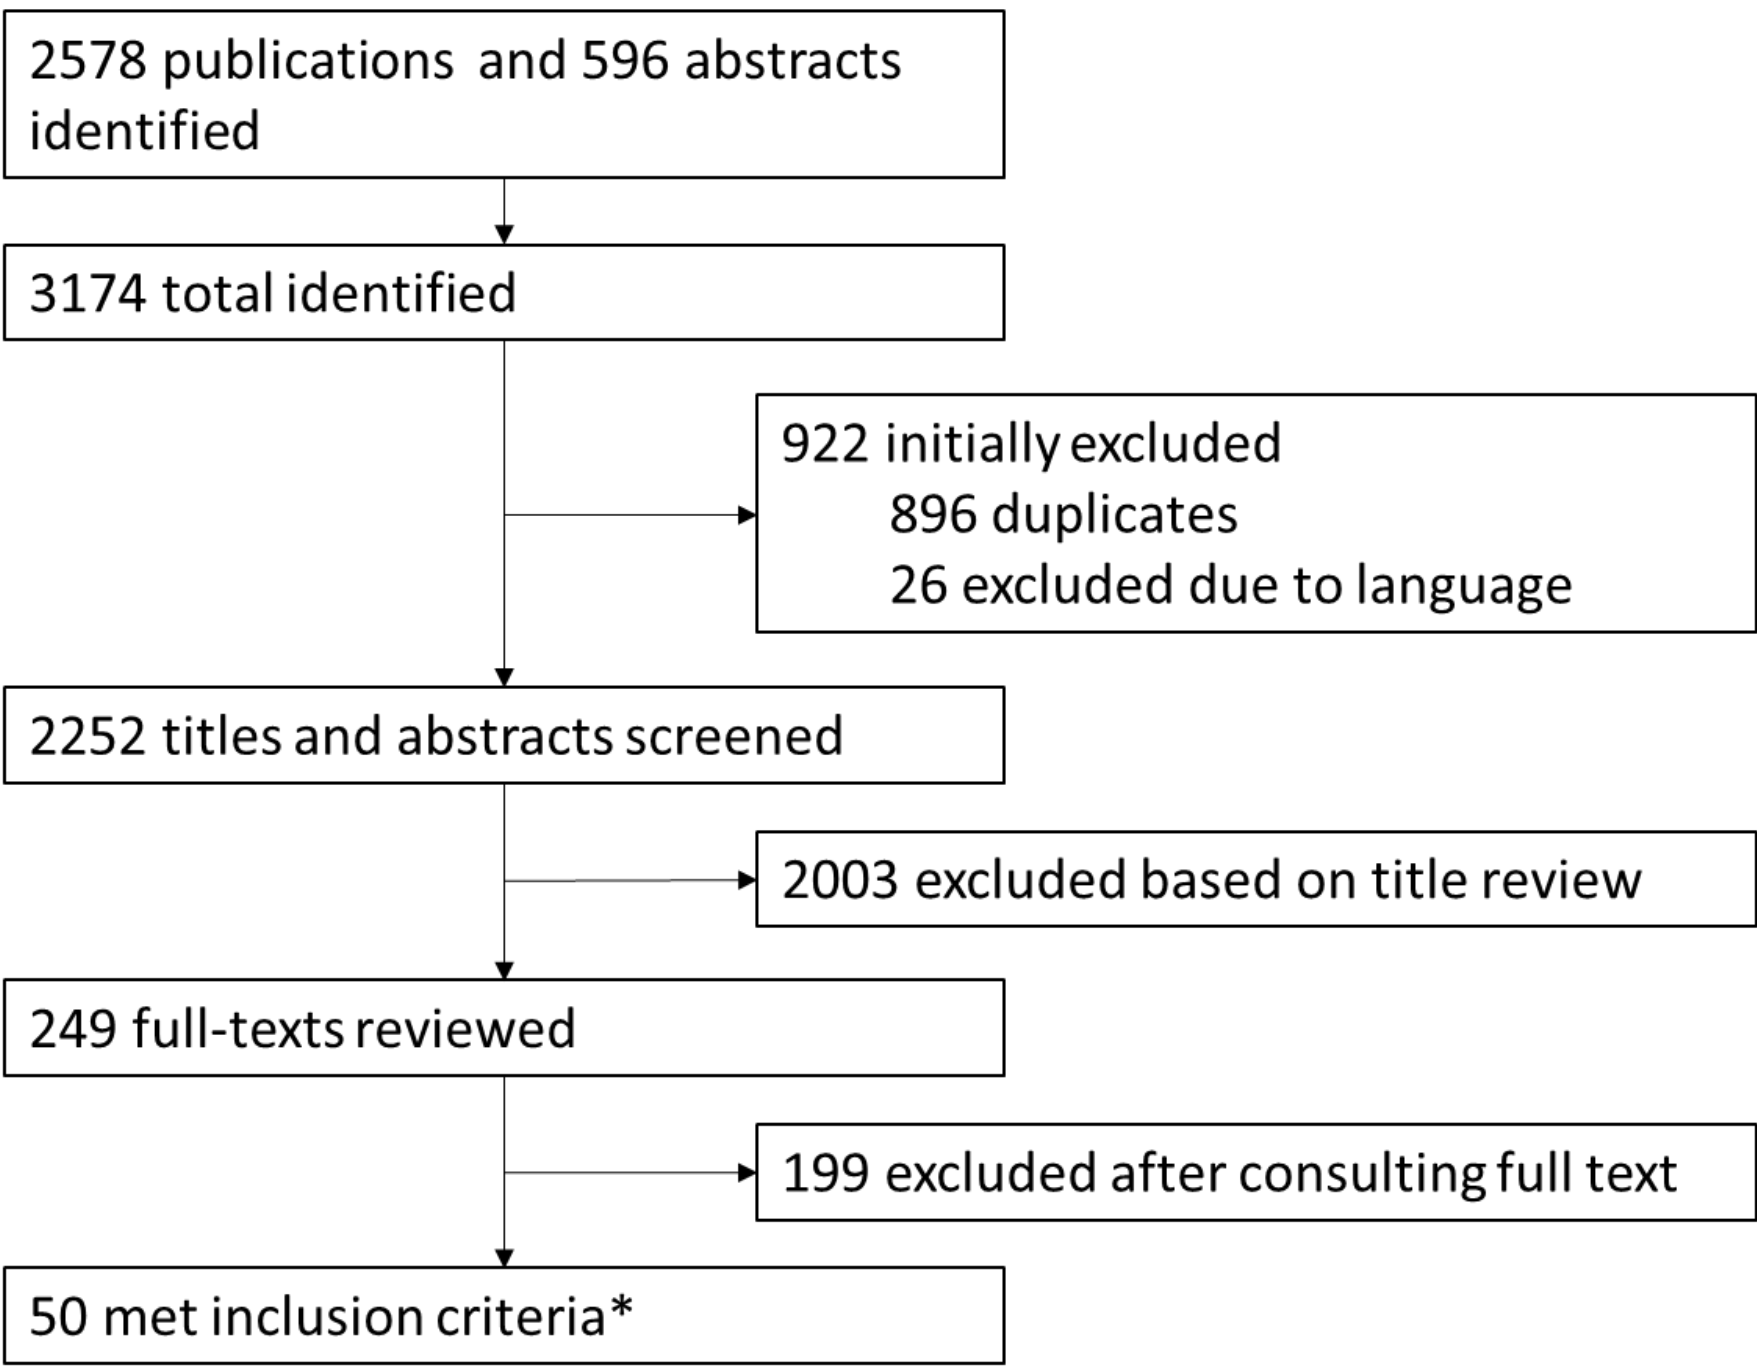 2578 publications and 596 abstracts
identified
3174 total identified
922 initially excluded
896 duplicates
26 excluded due to language
2252 titles and abstracts screened
2003 excluded based on title review
249 full-texts reviewed
199 excluded after consulting full text
50 met inclusion criteria*